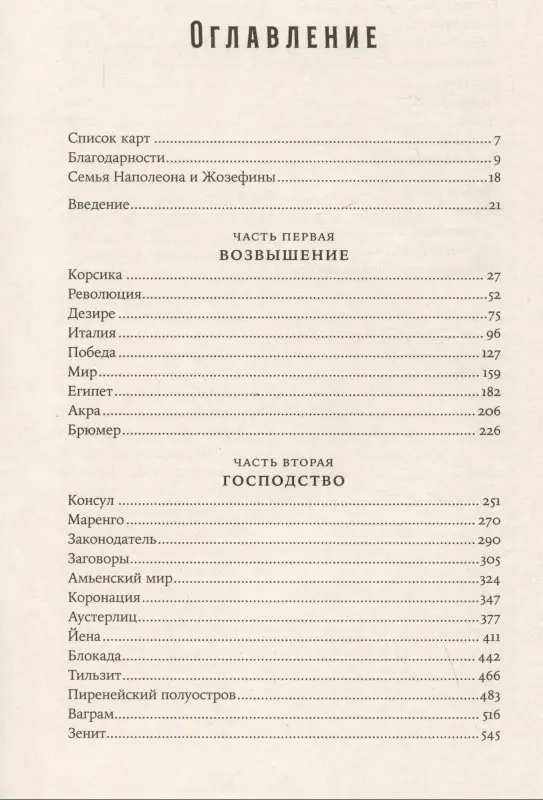 ОГЛАВЛЕНИЕ
Список карт 7
Благодарности 9
Семья Наполеона и Жозефины 18
Введение 21
ЧАСТЬ ПЕРВАЯ
ВОЗВЫШЕНИЕ
Корсика 27
Революция 52
Дезире 75
Италия 96
Победа 127
Мир 159
Египет 182
Акра 206
Брюмер 226
ЧАСТЬ ВТОРАЯ
ГОСПОДСТВО
Консул 251
Маренго 270
Законодатель 290
Заговоры 305
Амьенский мир 324
Коронация 347
Аустерлиц 377
Йена 411
Блокада 442
Тильзит 466
Пиренейский полуостров 483
Ваграм 516
Зенит 545